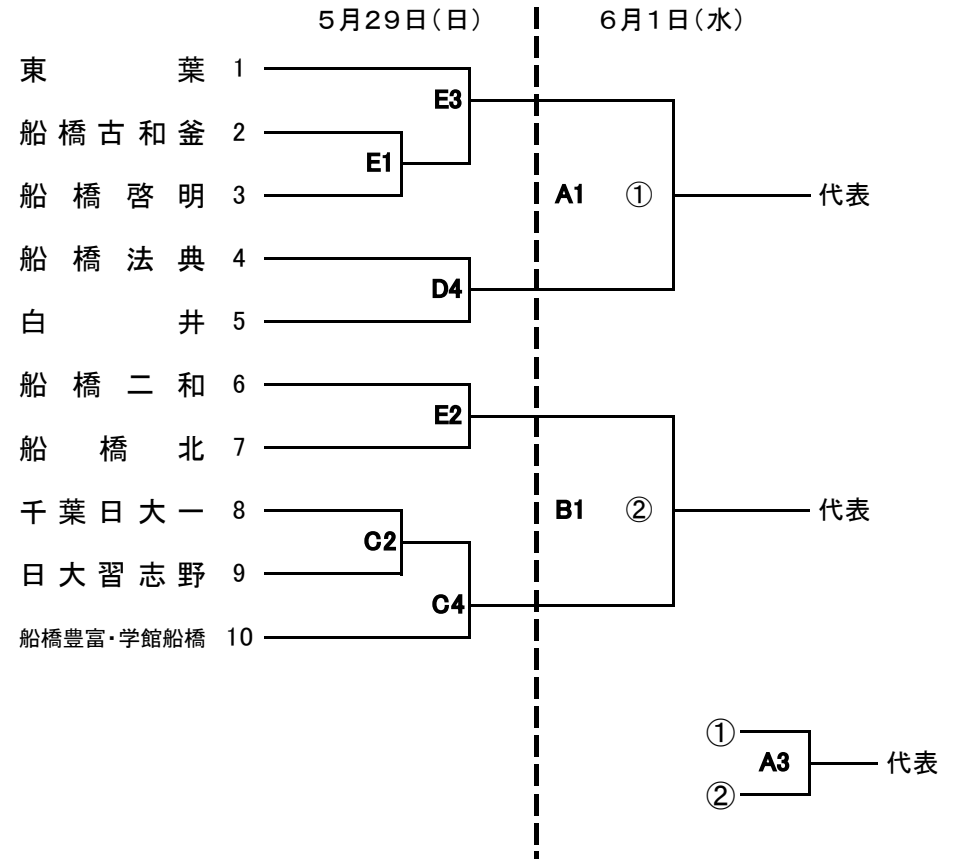 5月29日(日) 6月1日(水)
東葉 1
E3
船橋古和釜 2
E1
船橋啓明 3
A1 ① 代表
船橋法典 4
D4
白井 5
船橋二和 6
E2
船橋北 7
千葉日大一 8
B1 ② 代表
C2
日大習志野 9
C4
船橋豊富・学館船橋 10
①
A3 代表
②